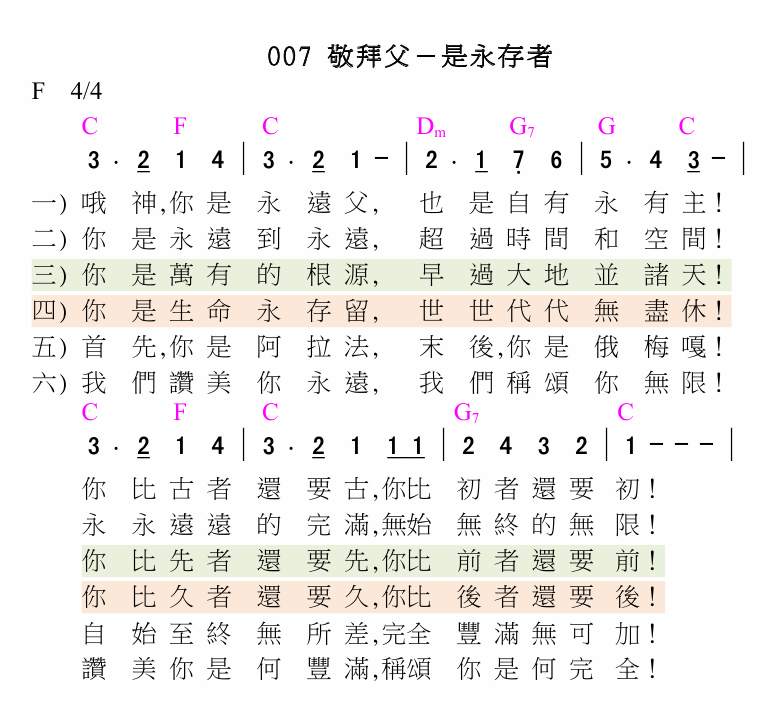 007 敬拜父－是永存者
F 4/4
C F C Dm G7 G C
3 · 2 1 4 | 3 · 2 1 － | 2 · 1 7 6 | 5 · 4 3 － |
一) 哦 神,你是 永 遠父, 也 是自有 永 有主！
二) 你 是永遠到永遠, 超 過時間和空間！
三) 你 是萬有的根源, 早 過大地並諸天！
四) 你 是生命永存留, 世 世代代無盡休！
五) 首 先,你是阿拉法, 末 後,你是俄梅嘎！
六) 我 們讚美你永遠, 我 們稱頌你無限！
C F C G7 C
3 · 2 1 4 | 3 · 2 1 1 1 | 2 4 3 2 | 1 － － － |
你 比古者還要古,你比 初者還要 初！
永 永遠遠的完滿,無始 無終的無 限！
你 比先者還要先,你比 前者還要 前！
你 比久者還要久,你比 後者還要 後！
自 始至終無所差,完全 豐滿無可 加！
讚 美你是何豐滿,稱頌 你是何完 全！